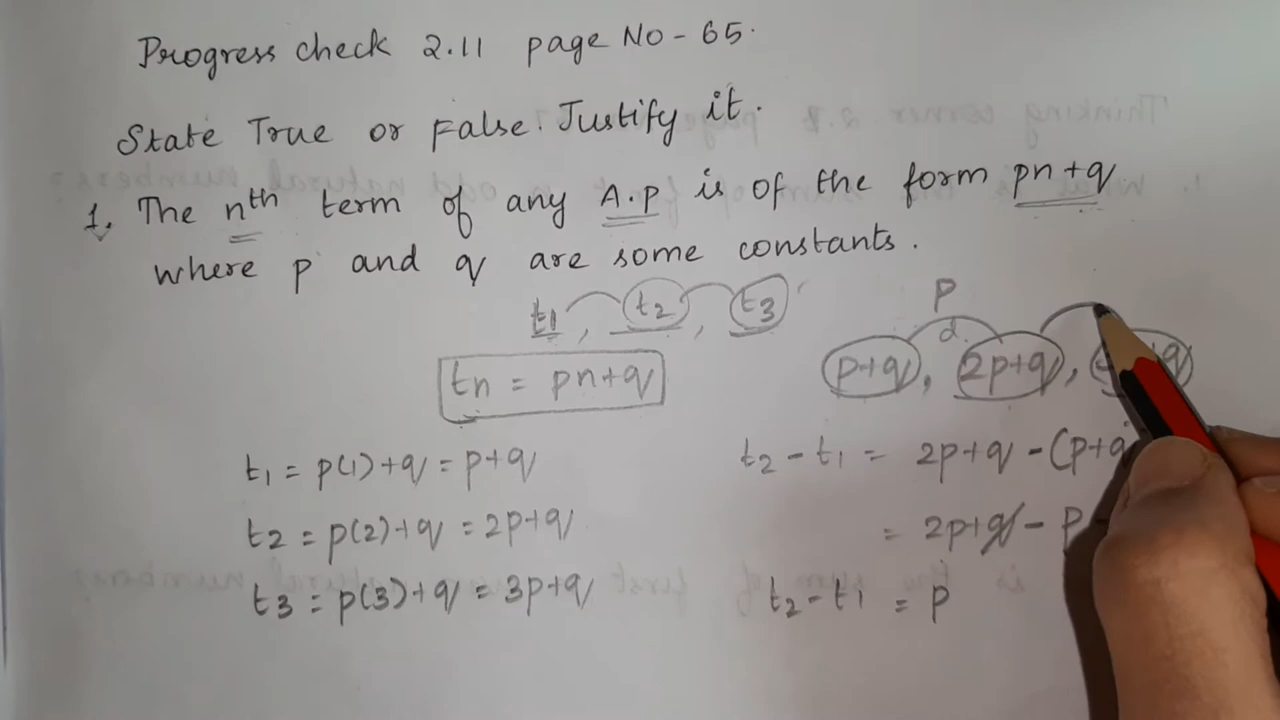 Progress check 2.11 page No - 65.
State True or False. Justify it.
1. The nth term of any A.P is of the form pn+q
where p and q are some constants.
t1, t2, t3
P
d
tn = pn+q
p+q, 2p+q, +q
t1 = p(1)+q = p+q
t2 = p(2)+q = 2p+q
t3 = p(3)+q = 3p+q
t2 - t1 = 2p+q - (p+q
= 2p+q - p
t2 - t1 = p